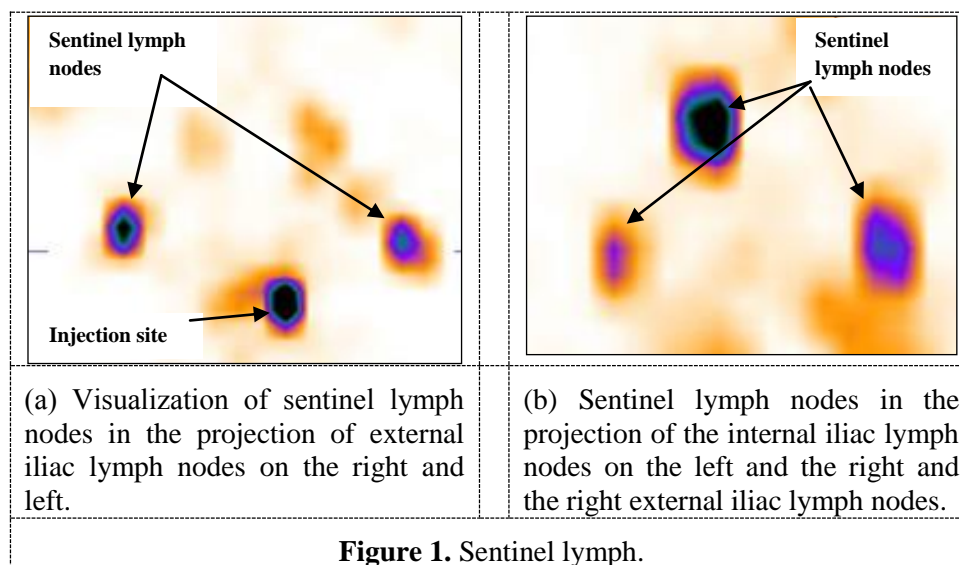 Sentinel lymph
nodes
Injection site
Sentinel
lymph nodes
(a) Visualization of sentinel lymph
nodes in the projection of external
iliac lymph nodes on the right and
left.
(b) Sentinel lymph nodes in the
projection of the internal iliac lymph
nodes on the left and the right and
the right external iliac lymph nodes.
Figure 1. Sentinel lymph.